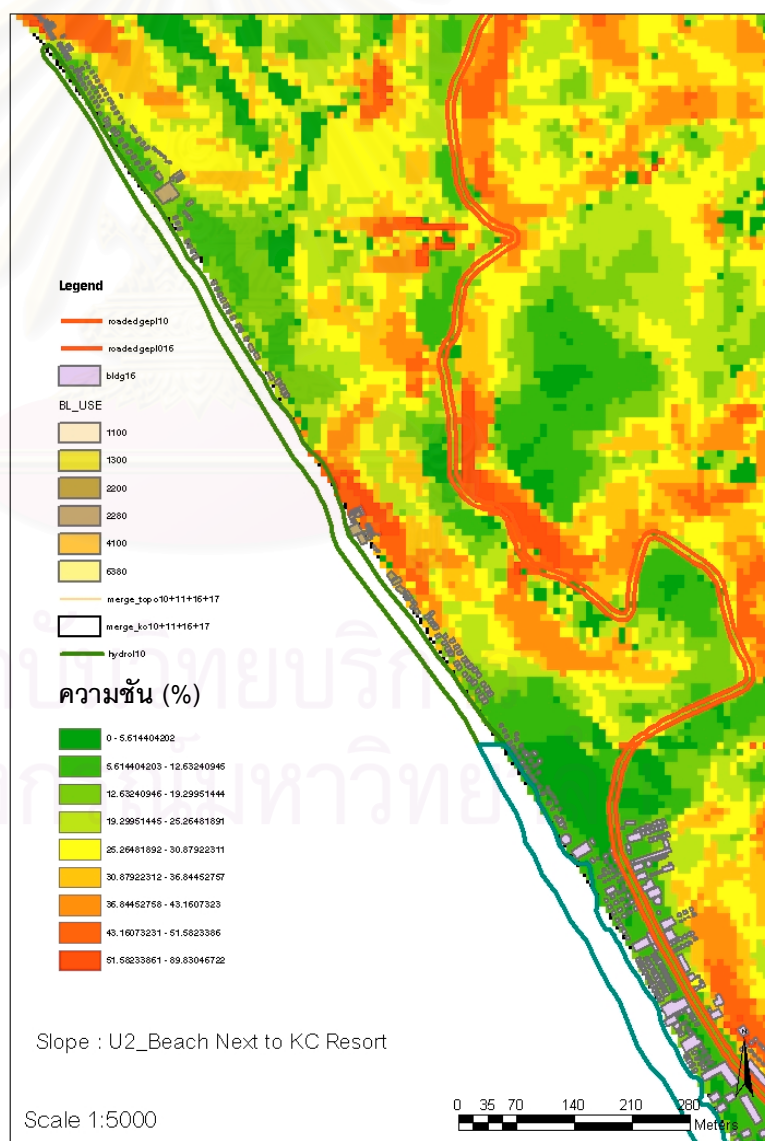 Legend
roadedgepl10
roadedgepl016
bldg16
BL_USE
1100
1300
2200
2280
4100
6380
merge_topo10+11+16+17
merge_ko10+11+16+17
hydrol10
ความชัน (%)
0 - 5.614404202
5.614404203 - 12.63240945
12.63240946 - 19.29951444
19.29951445 - 25.26481891
25.26481892 - 30.87922311
30.87922312 - 36.84452757
36.84452758 - 43.1607323
43.16073231 - 51.5823386
51.58233861 - 89.83046722
Slope : U2_Beach Next to KC Resort
Scale 1:5000
0 35 70 140 210 280
Meters
N